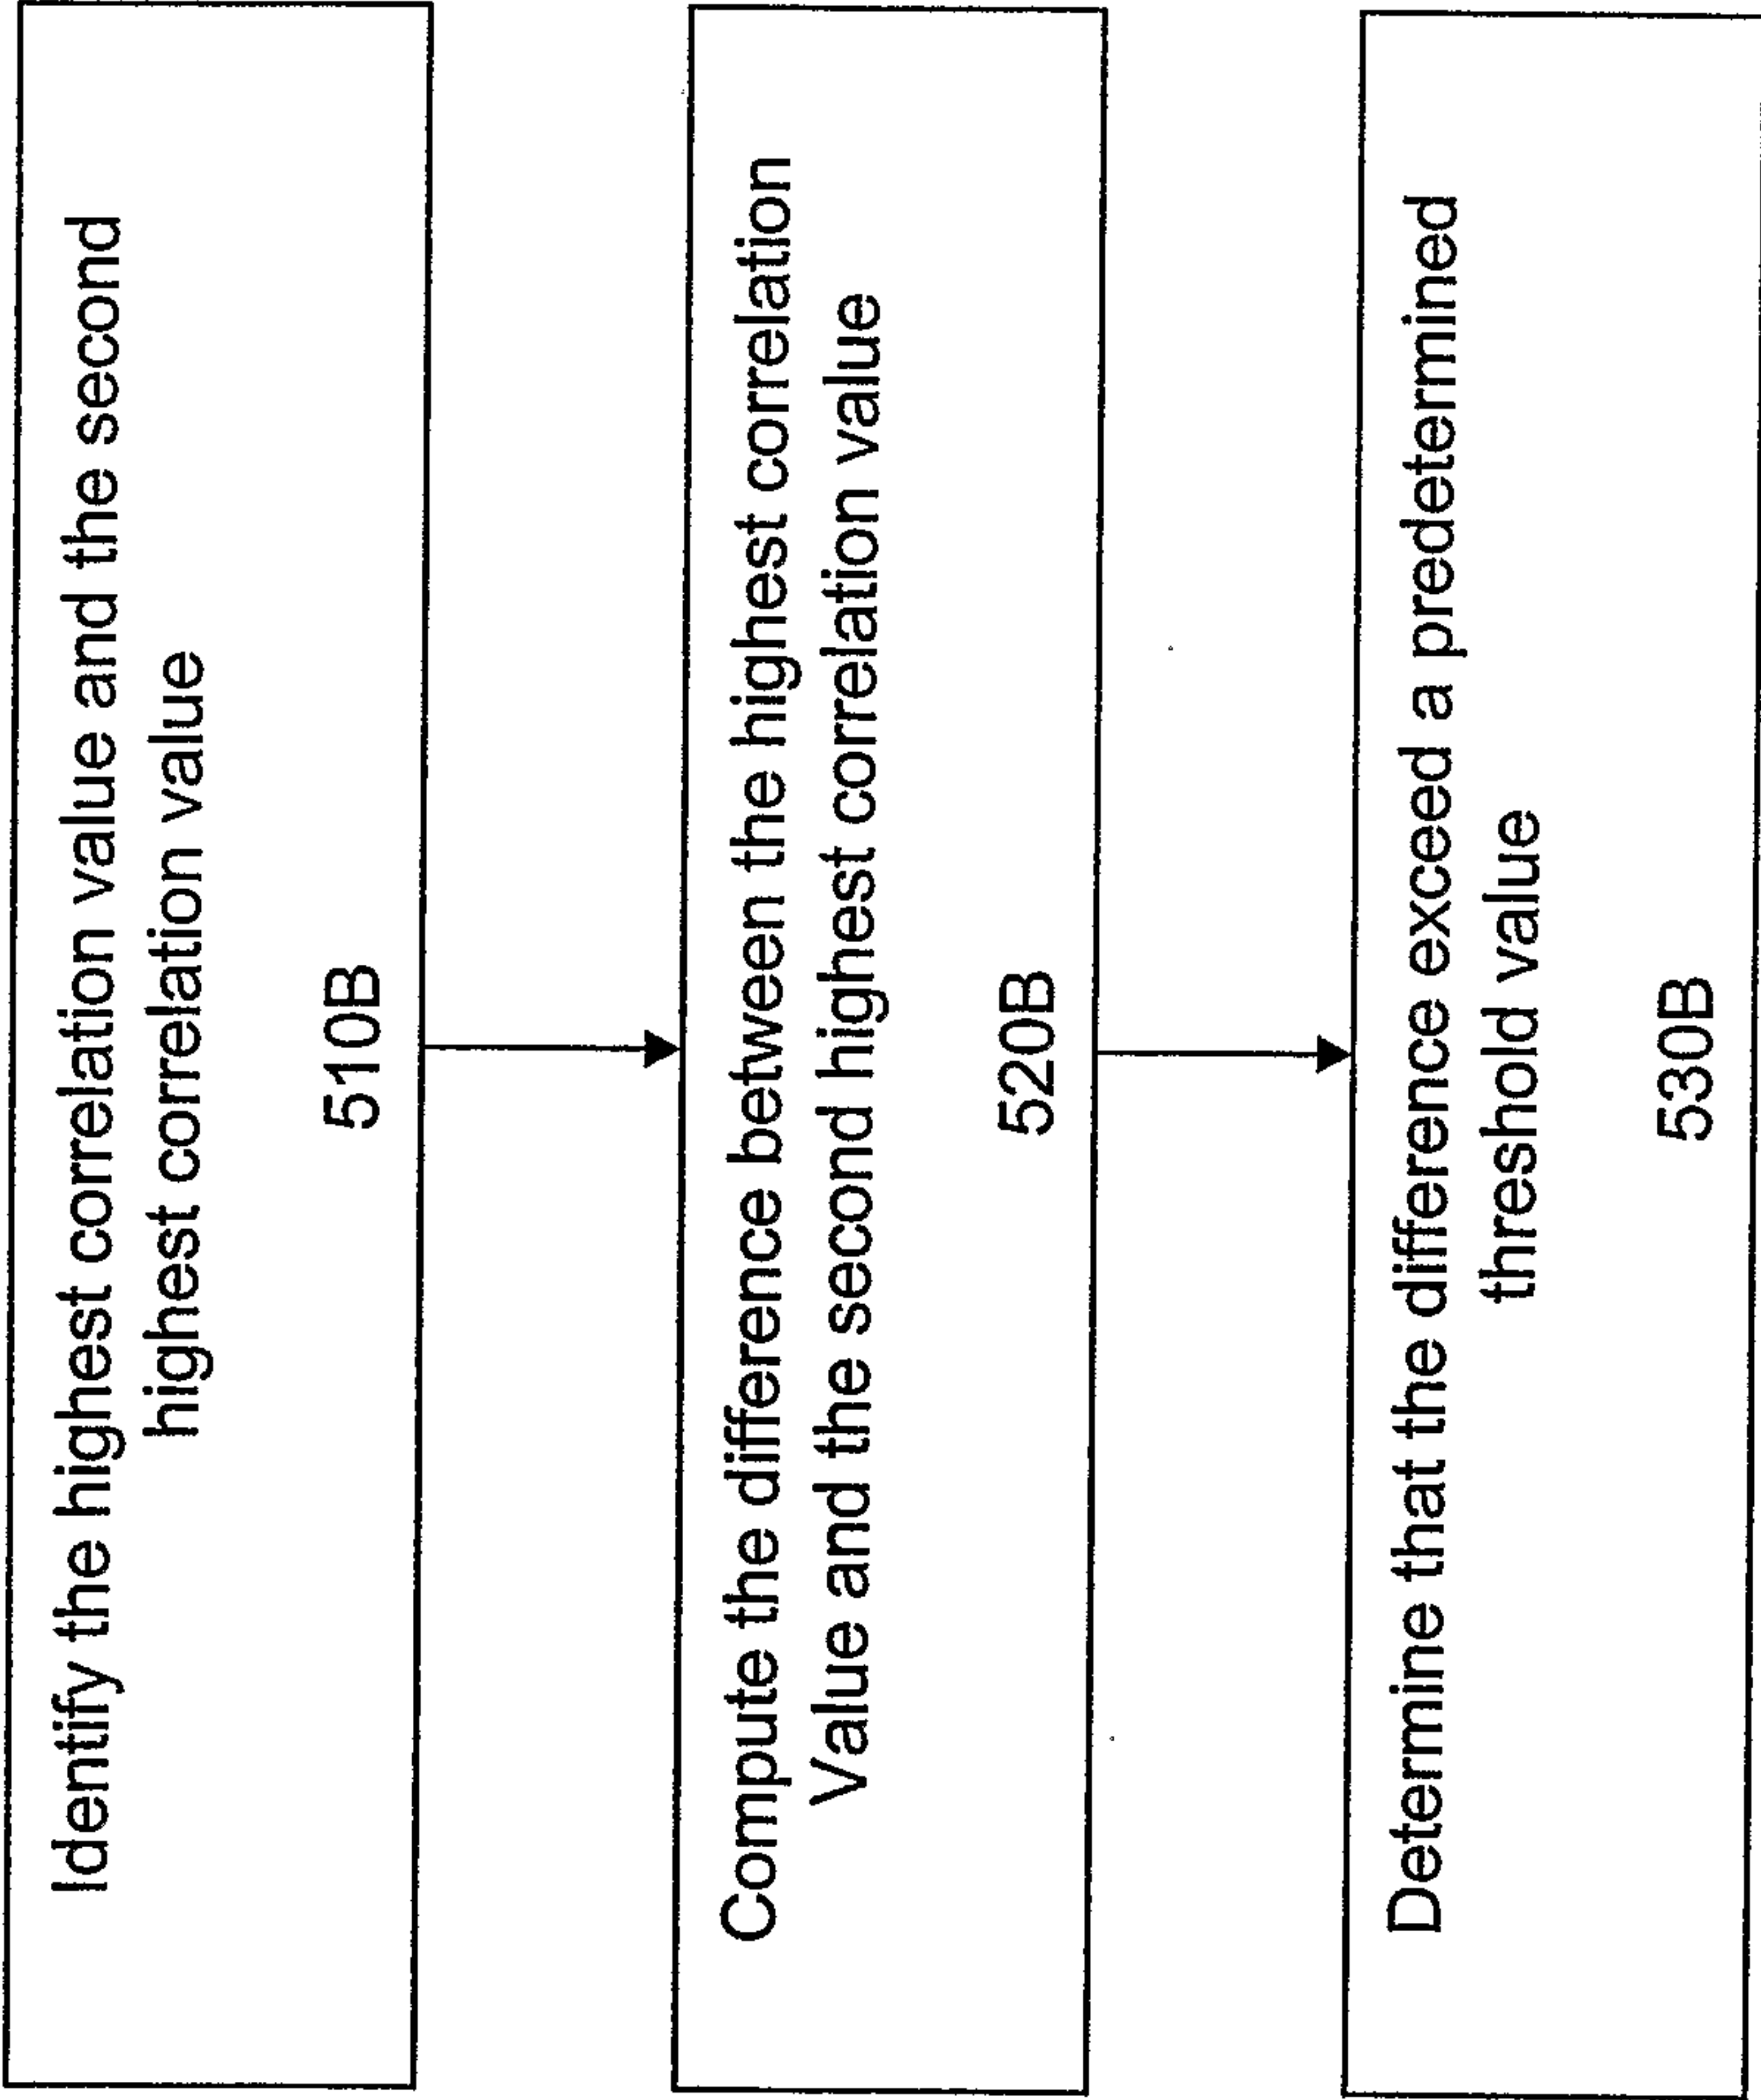 Identify the highest correlation value and the second
highest correlation value
510B
Compute the difference between the highest correlation
Value and the second highest correlation value
520B
Determine that the difference exceed a predetermined
threshold value
530B